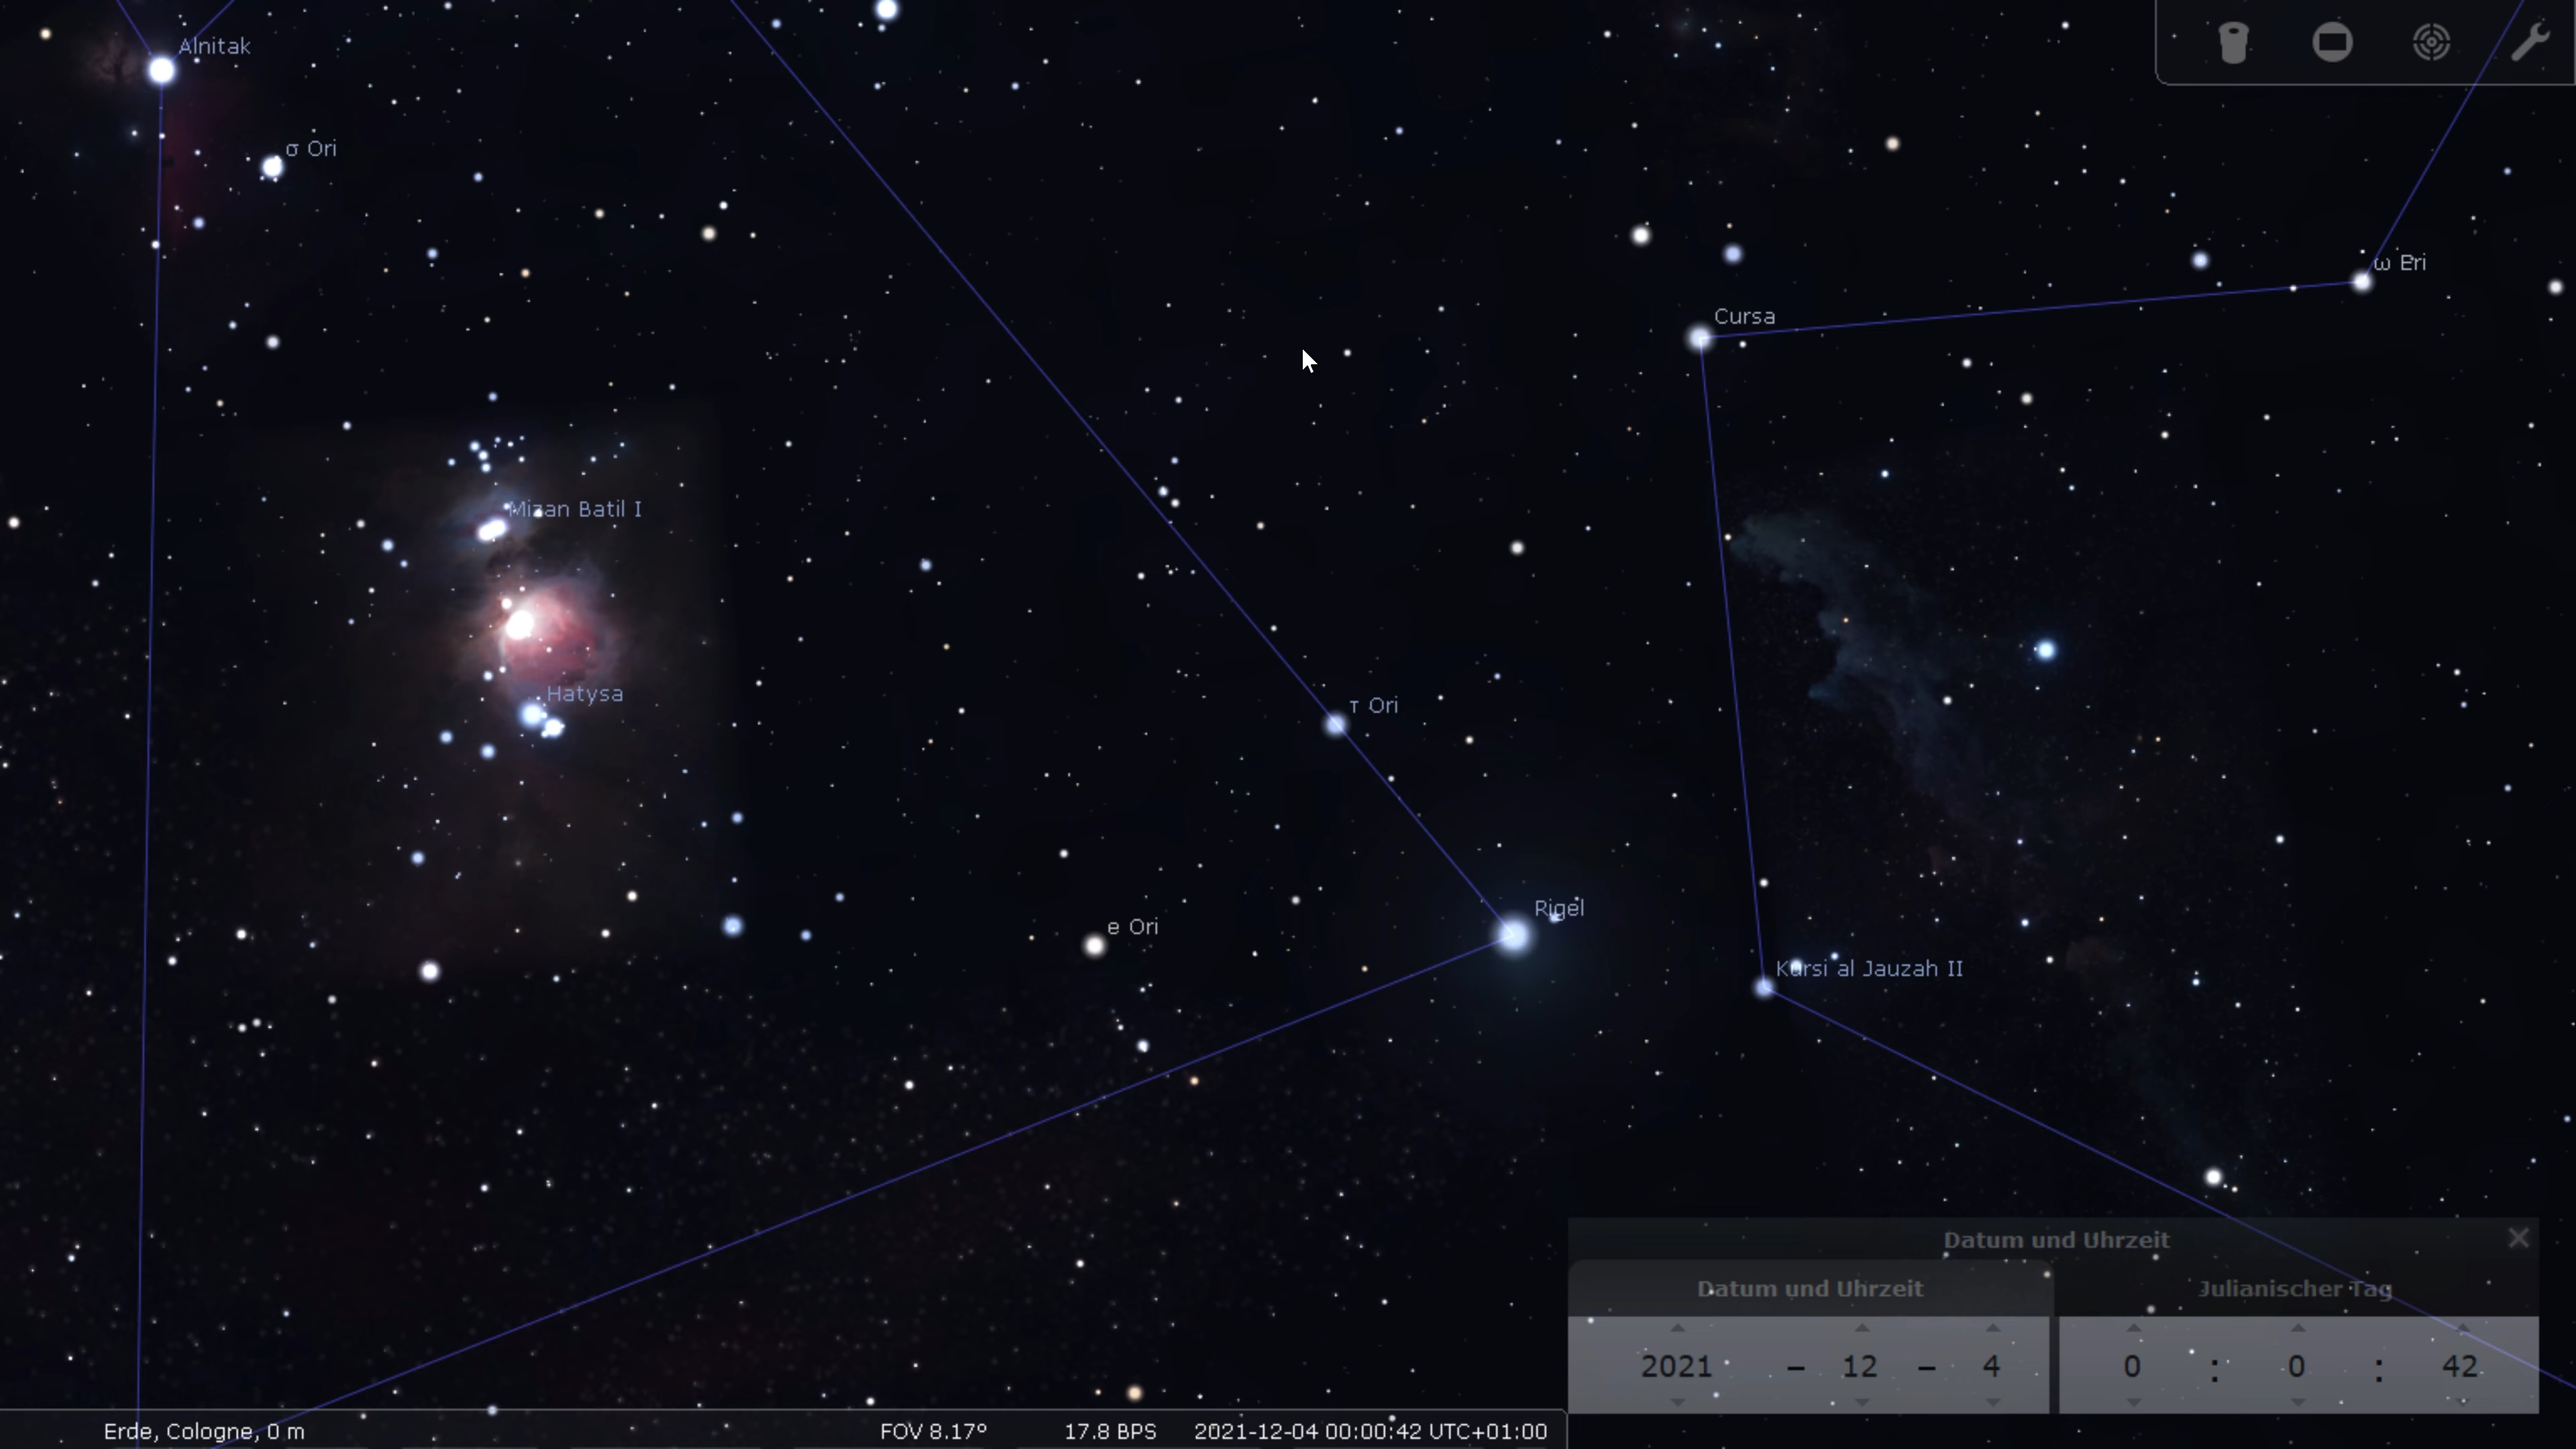 Alnitak
σ Ori
ω Eri
Cursa
Mizan Batil I
Hatysa
τ Ori
Rigel
e Ori
Kursi al Jauzah II
Datum und Uhrzeit
Datum und Uhrzeit
Julianischer Tag
2021 - 12 - 4
0 : 0 : 42
Erde, Cologne, 0 m
FOV 8.17°
17.8 BPS
2021-12-04 00:00:42 UTC+01:00